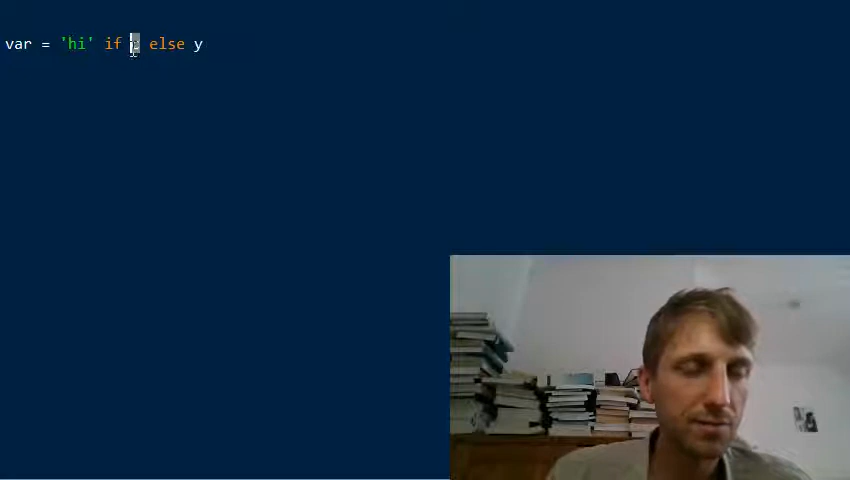 var = 'hi' if else y